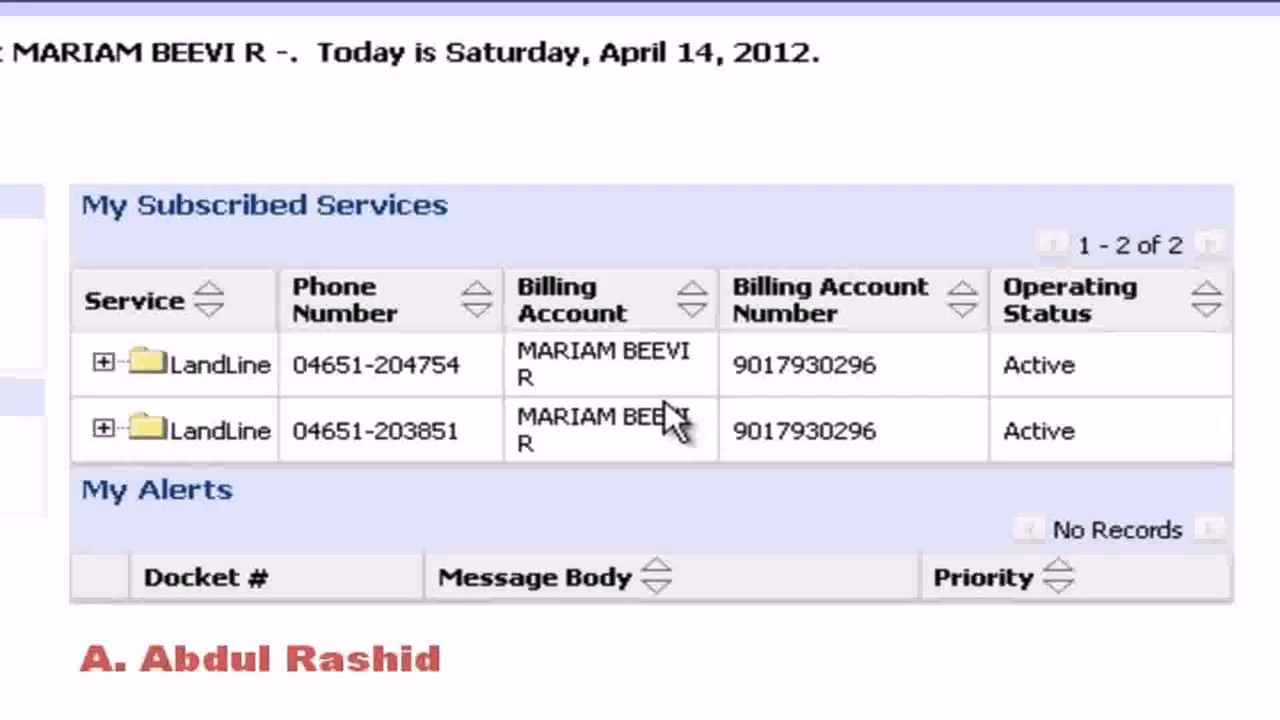 : MARIAM BEEVI R -. Today is Saturday, April 14, 2012.
My Subscribed Services
1 - 2 of 2
Service Phone Number Billing Account Billing Account Number Operating Status
LandLine 04651-204754 MARIAM BEEVI R 9017930296 Active
LandLine 04651-203851 MARIAM BEEVI R 9017930296 Active
My Alerts
No Records
Docket # Message Body Priority
A. Abdul Rashid